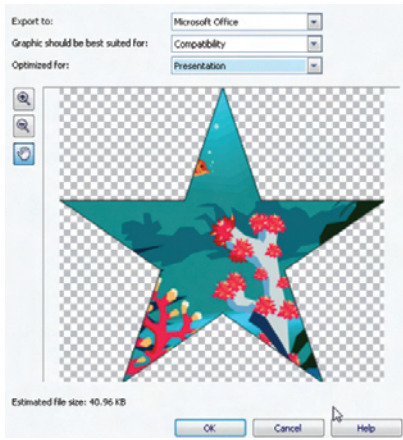 Export to: Microsoft Office
Graphic should be best suited for: Compatibility
Optimized for: Presentation
Estimated file size: 40.96 KB
OK Cancel Help